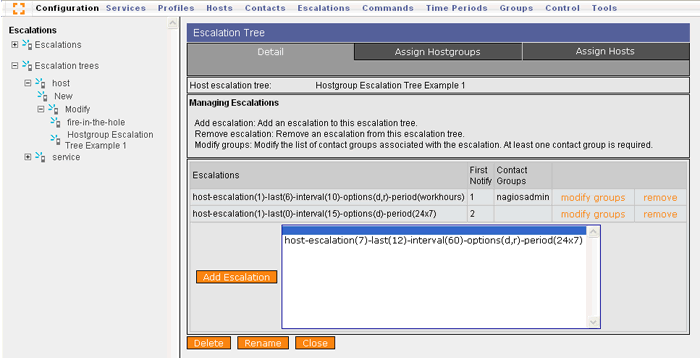 Configuration Services Profiles Hosts Contacts Escalations Commands Time Periods Groups Control Tools
Escalations
Escalations
Escalation trees
host
New
Modify
fire-in-the-hole
Hostgroup Escalation
Tree Example 1
service
Escalation Tree
Detail Assign Hostgroups Assign Hosts
Host escalation tree: Hostgroup Escalation Tree Example 1
Managing Escalations
Add escalation: Add an escalation to this escalation tree.
Remove escalation: Remove an escalation from this escalation tree.
Modify groups: Modify the list of contact groups associated with the escalation. At least one contact group is required.
Escalations First Notify Contact Groups
host-escalation(1)-last(6)-interval(10)-options(d,r)-period(workhours) 1 nagiosadmin modify groups remove
host-escalation(1)-last(0)-interval(15)-options(d)-period(24x7) 2 modify groups remove
host-escalation(7)-last(12)-interval(60)-options(d,r)-period(24x7)
Add Escalation
Delete Rename Close